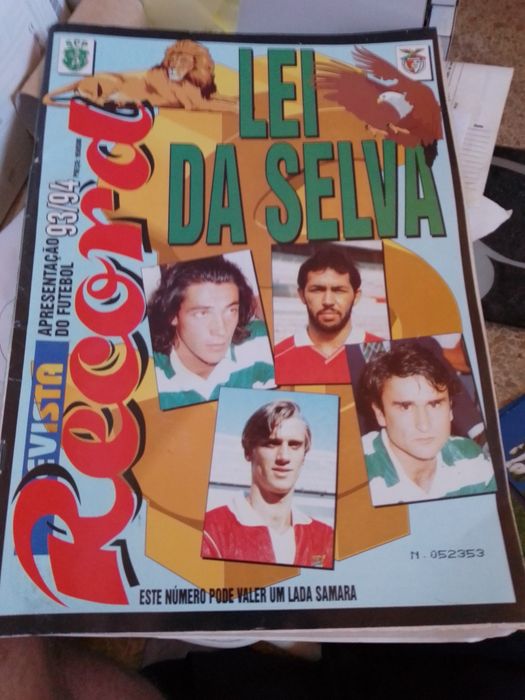 LEI
DA SELVA
REVISTA
Record
APRESENTAÇÃO
DO FUTEBOL
93/94
N. 052353
ESTE NÚMERO PODE VALER UM LADA SAMARA